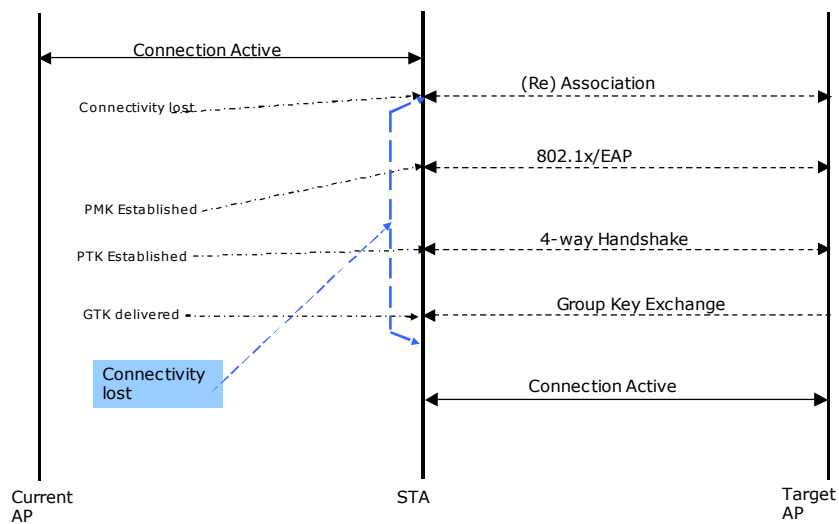 Connection Active
(Re) Association
Connectivity lost
802.1x/EAP
PMK Established
4-way Handshake
PTK Established
Group Key Exchange
GTK delivered
Connectivity
lost
Connection Active
Current
AP
STA
Target
AP